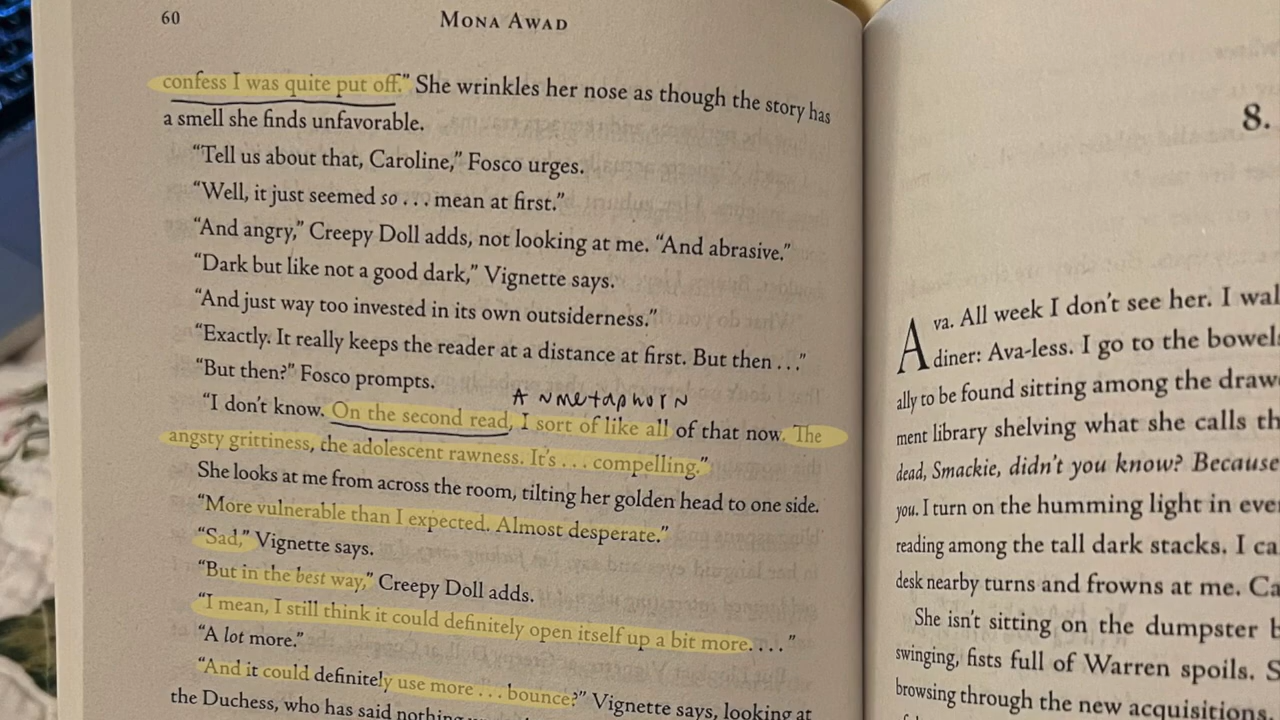 60
MONA AWAD
confess I was quite put off.” She wrinkles her nose as though the story has
a smell she finds unfavorable.
“Tell us about that, Caroline,” Fosco urges.
“Well, it just seemed so . . . mean at first.”
“And angry,” Creepy Doll adds, not looking at me. “And abrasive.”
“Dark but like not a good dark,” Vignette says.
“And just way too invested in its own outsiderness.”
“Exactly. It really keeps the reader at a distance at first. But then . . .”
“But then?” Fosco prompts.
“I don’t know. On the second read, I sort of like all of that now. The
angsty grittiness, the adolescent rawness. It’s . . . compelling.”
She looks at me from across the room, tilting her golden head to one side.
“More vulnerable than I expected. Almost desperate.”
“Sad,” Vignette says.
“But in the best way,” Creepy Doll adds.
“I mean, I still think it could definitely open itself up a bit more. . . .”
“A lot more.”
“And it could definitely use more . . . bounce?” Vignette says, looking at
the Duchess, who has said nothing
8.
Ava. All week I don’t see her. I wal
diner: Ava-less. I go to the bowels
ally to be found sitting among the draw
ment library shelving what she calls th
dead, Smackie, didn’t you know? Because
you. I turn on the humming light in eve
reading among the tall dark stacks. I ca
desk nearby turns and frowns at me. Ca
She isn’t sitting on the dumpster b
swinging, fists full of Warren spoils. S
browsing through the new acquisitions.